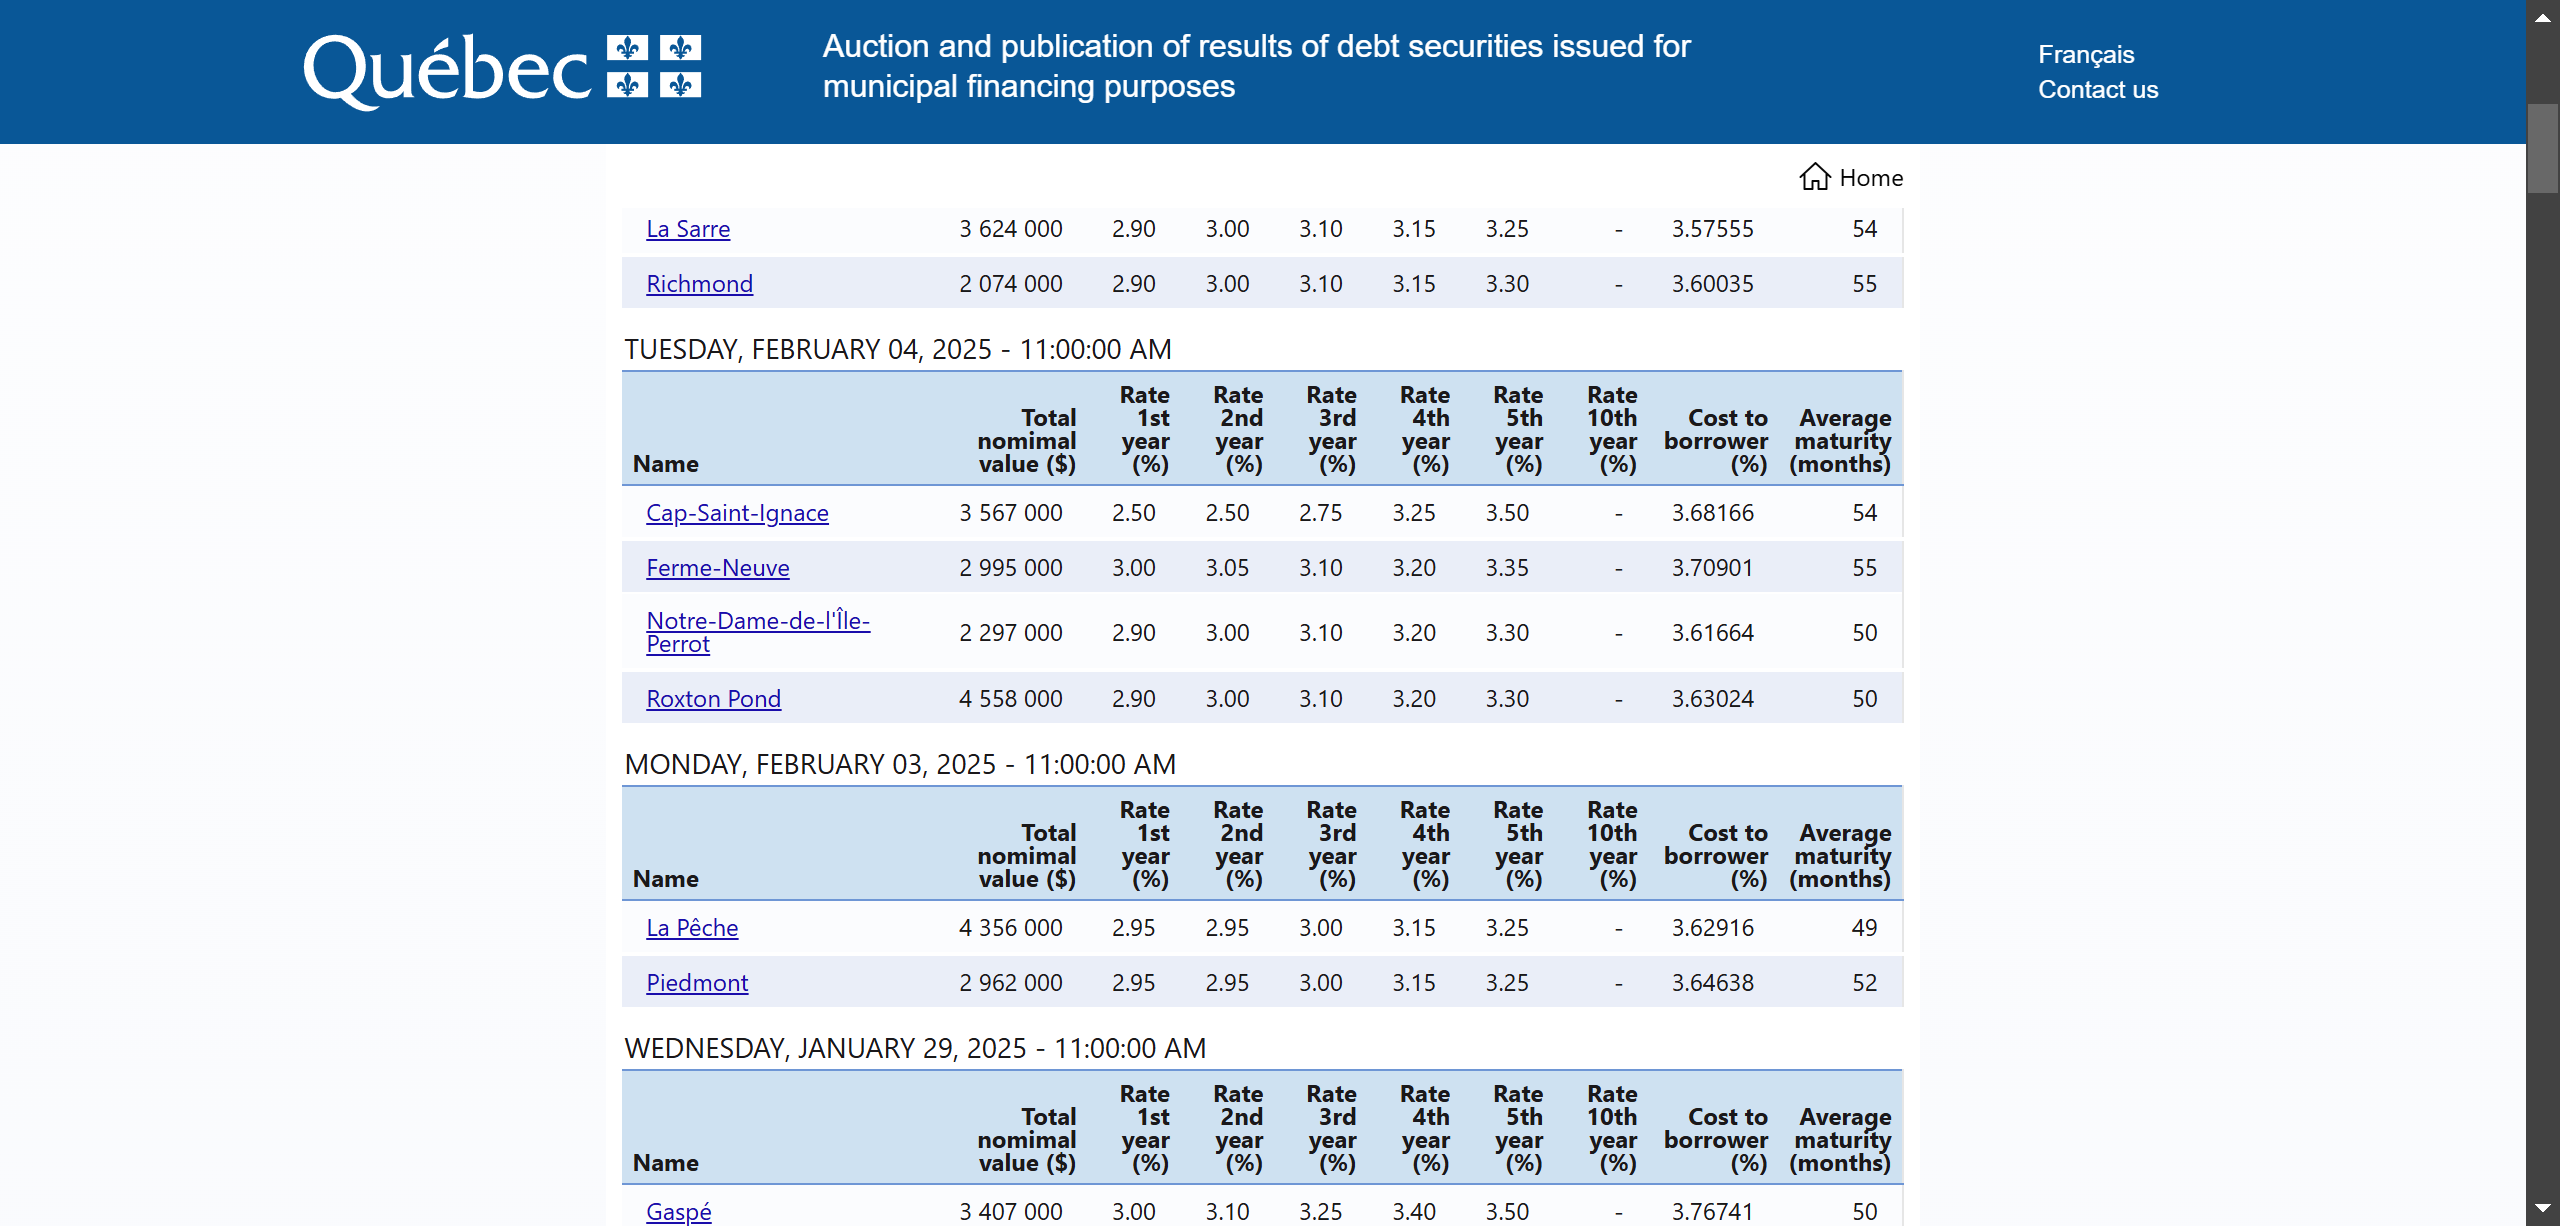 Québec
Auction and publication of results of debt securities issued for
municipal financing purposes
Français
Contact us
Home
La Sarre 3 624 000 2.90 3.00 3.10 3.15 3.25 - 3.57555 54
Richmond 2 074 000 2.90 3.00 3.10 3.15 3.30 - 3.60035 55
TUESDAY, FEBRUARY 04, 2025 - 11:00:00 AM
Rate Rate Rate Rate Rate Rate
Total 1st 2nd 3rd 4th 5th 10th Cost to Average
nomimal year year year year year year borrower maturity
Name value ($) (%) (%) (%) (%) (%) (%) (%) (months)
Cap-Saint-Ignace 3 567 000 2.50 2.50 2.75 3.25 3.50 - 3.68166 54
Ferme-Neuve 2 995 000 3.00 3.05 3.10 3.20 3.35 - 3.70901 55
Notre-Dame-de-l'Île-
Perrot 2 297 000 2.90 3.00 3.10 3.20 3.30 - 3.61664 50
Roxton Pond 4 558 000 2.90 3.00 3.10 3.20 3.30 - 3.63024 50
MONDAY, FEBRUARY 03, 2025 - 11:00:00 AM
Rate Rate Rate Rate Rate Rate
Total 1st 2nd 3rd 4th 5th 10th Cost to Average
nomimal year year year year year year borrower maturity
Name value ($) (%) (%) (%) (%) (%) (%) (%) (months)
La Pêche 4 356 000 2.95 2.95 3.00 3.15 3.25 - 3.62916 49
Piedmont 2 962 000 2.95 2.95 3.00 3.15 3.25 - 3.64638 52
WEDNESDAY, JANUARY 29, 2025 - 11:00:00 AM
Rate Rate Rate Rate Rate Rate
Total 1st 2nd 3rd 4th 5th 10th Cost to Average
nomimal year year year year year year borrower maturity
Name value ($) (%) (%) (%) (%) (%) (%) (%) (months)
Gaspé 3 407 000 3.00 3.10 3.25 3.40 3.50 - 3.76741 50